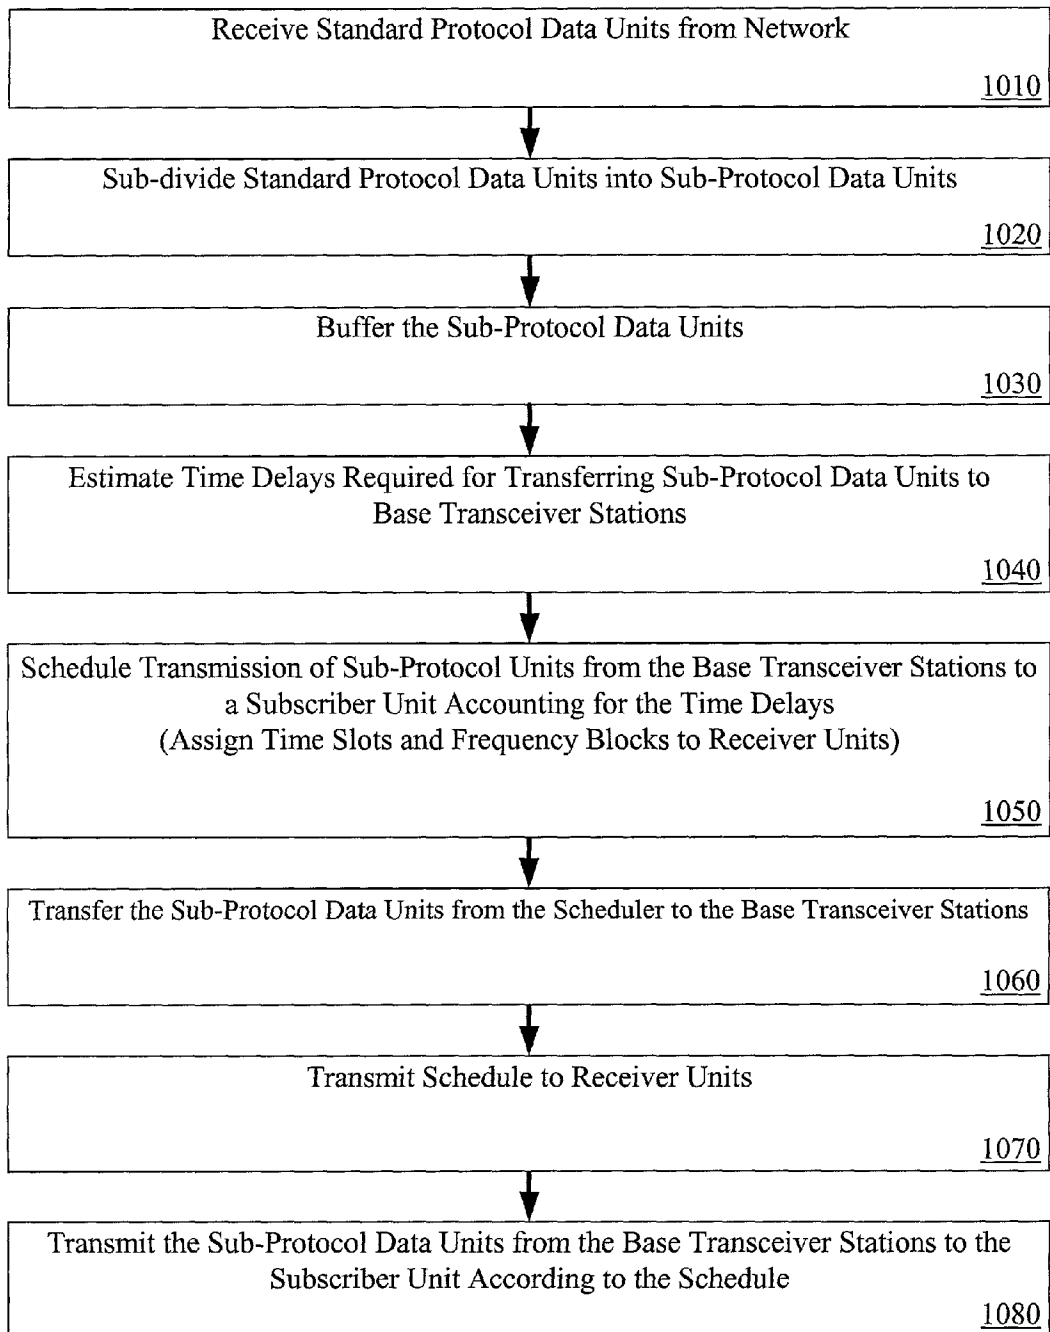 Receive Standard Protocol Data Units from Network
1010
Sub-divide Standard Protocol Data Units into Sub-Protocol Data Units
1020
Buffer the Sub-Protocol Data Units
1030
Estimate Time Delays Required for Transferring Sub-Protocol Data Units to
Base Transceiver Stations
1040
Schedule Transmission of Sub-Protocol Units from the Base Transceiver Stations to
a Subscriber Unit Accounting for the Time Delays
(Assign Time Slots and Frequency Blocks to Receiver Units)
1050
Transfer the Sub-Protocol Data Units from the Scheduler to the Base Transceiver Stations
1060
Transmit Schedule to Receiver Units
1070
Transmit the Sub-Protocol Data Units from the Base Transceiver Stations to the
Subscriber Unit According to the Schedule
1080